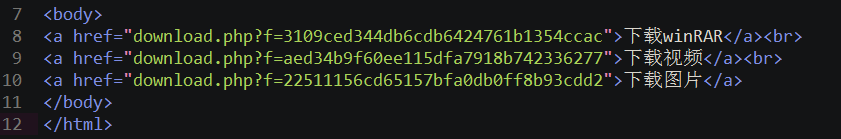 7 <body>
8 <a href="download.php?f=3109ced344db6cdb6424761b1354ccac">下载winRAR</a><br>
9 <a href="download.php?f=aed34b9f60ee115dfa7918b742336277">下载视频</a><br>
10 <a href="download.php?f=22511156cd65157bfa0db0ff8b93cdd2">下载图片</a>
11 </body>
12 </html>